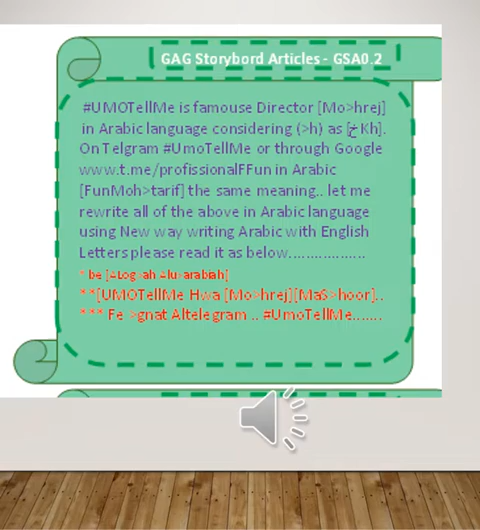 GAG Storybord Articles - GSA0.2
#UMOTellMe is famouse Director [Mo>hrej]
in Arabic language considering (>h) as [خ Kh].
On Telgram #UmoTellMe or through Google
www.t.me/profissionalFFun in Arabic
[FunMoh>tarif] the same meaning.. let me
rewrite all of the above in Arabic language
using New way writing Arabic with English
Letters please read it as below..................
* be [ALog>ah Alu>arabiah]
**[UMOTellMe Hwa [Mo>hrej][MaS>hoor]..
*** Fe >gnat Altelegram .. #UmoTellMe.......